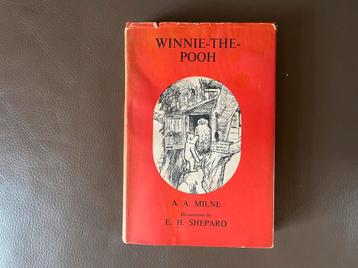 WINNIE-THE-
POOH
A. A. MILNE
Decorations by
E. H. SHEPARD